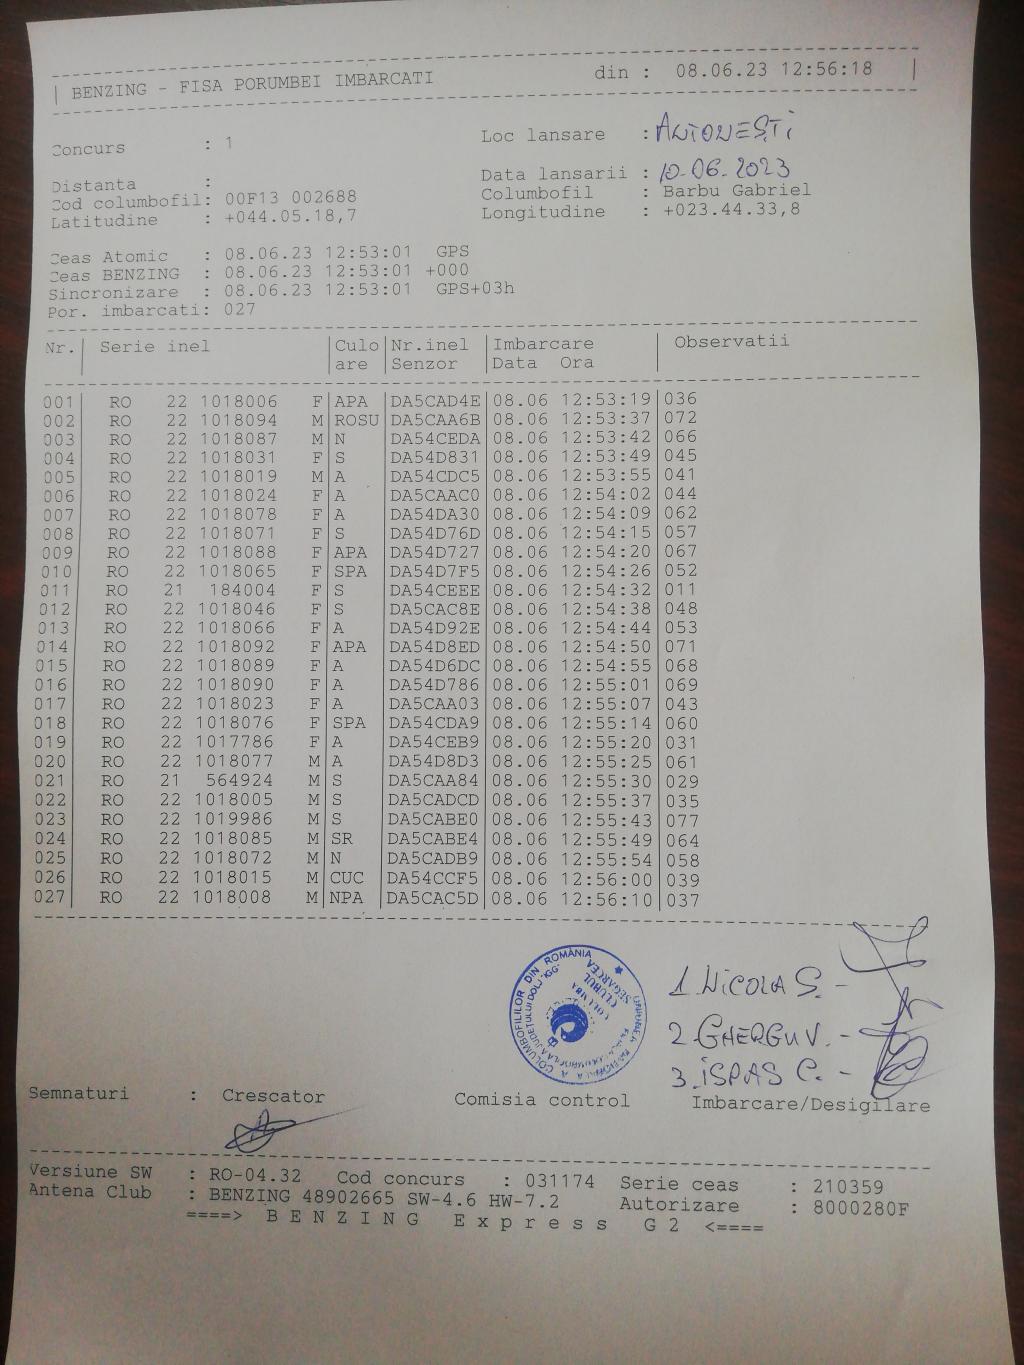 BENZING - FISA PORUMBEI IMBARCATI din : 08.06.23 12:56:18
Concurs : 1 Loc lansare : ANTONEȘTI
Distanta : Data lansarii : 10.06.2023
Cod columbofil: 00F13 002688 Columbofil : Barbu Gabriel
Latitudine : +044.05.18,7 Longitudine : +023.44.33,8
Ceas Atomic : 08.06.23 12:53:01 GPS
Ceas BENZING : 08.06.23 12:53:01 +000
Sincronizare : 08.06.23 12:53:01 GPS+03h
Por. imbarcati: 027
Nr. | Serie inel | Culo | Nr.inel | Imbarcare | Observatii
are | Senzor | Data Ora
001 RO 22 1018006 F APA DA5CAD4E 08.06 12:53:19 036
002 RO 22 1018094 M ROSU DA5CAA6B 08.06 12:53:37 072
003 RO 22 1018087 M N DA54CEDA 08.06 12:53:42 066
004 RO 22 1018031 F S DA54D831 08.06 12:53:49 045
005 RO 22 1018019 M A DA54CDC5 08.06 12:53:55 041
006 RO 22 1018024 F A DA5CAAC0 08.06 12:54:02 044
007 RO 22 1018078 F A DA54DA30 08.06 12:54:09 062
008 RO 22 1018071 F S DA54D76D 08.06 12:54:15 057
009 RO 22 1018088 F APA DA54D727 08.06 12:54:20 067
010 RO 22 1018065 F SPA DA54D7F5 08.06 12:54:26 052
011 RO 21 184004 F S DA54CEEE 08.06 12:54:32 011
012 RO 22 1018046 F S DA5CAC8E 08.06 12:54:38 048
013 RO 22 1018066 F A DA54D92E 08.06 12:54:44 053
014 RO 22 1018092 F APA DA54D8ED 08.06 12:54:50 071
015 RO 22 1018089 F A DA54D6DC 08.06 12:54:55 068
016 RO 22 1018090 F A DA54D786 08.06 12:55:01 069
017 RO 22 1018023 F A DA5CAA03 08.06 12:55:07 043
018 RO 22 1018076 F SPA DA54CDA9 08.06 12:55:14 060
019 RO 22 1017786 F A DA54CEB9 08.06 12:55:20 031
020 RO 22 1018077 M A DA54D8D3 08.06 12:55:25 061
021 RO 21 564924 M S DA5CAA84 08.06 12:55:30 029
022 RO 22 1018005 M S DA5CADCD 08.06 12:55:37 035
023 RO 22 1019986 M S DA5CABE0 08.06 12:55:43 077
024 RO 22 1018085 M SR DA5CABE4 08.06 12:55:49 064
025 RO 22 1018072 M N DA5CADB9 08.06 12:55:54 058
026 RO 22 1018015 M CUC DA54CCF5 08.06 12:56:00 039
027 RO 22 1018008 M NPA DA5CAC5D 08.06 12:56:10 037
A COLUMBOFILILOR DIN ROMÂNIA
CLUBUL
SEGARCEA
1. NICOLA S. -
2. GHERGU V. -
3. ISPAS C. -
Semnaturi : Crescator Comisia control Imbarcare/Desigilare
Versiune SW : RO-04.32 Cod concurs : 031174 Serie ceas : 210359
Antena Club : BENZING 48902665 SW-4.6 HW-7.2 Autorizare : 8000280F
====> B E N Z I N G E x p r e s s G 2 <====